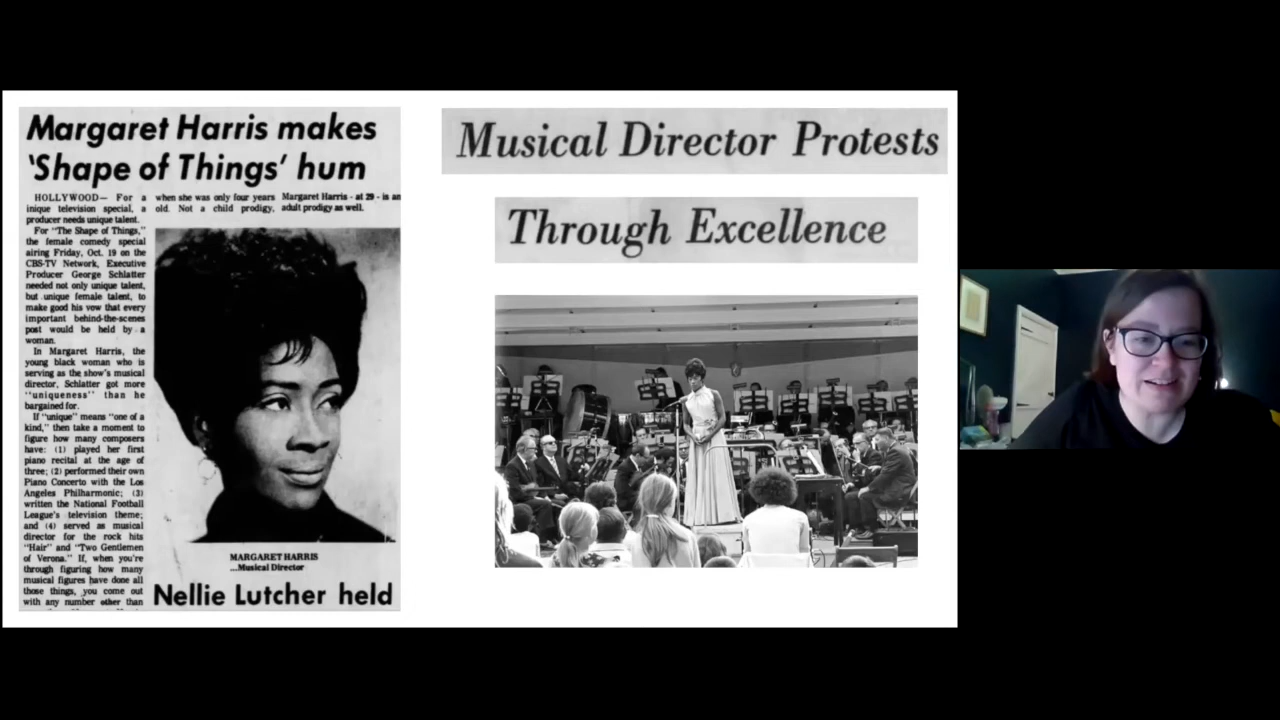 Margaret Harris makes
'Shape of Things' hum
HOLLYWOOD— For a
inique television special, a
producer needs unique talent.
For "The Shape of Things,"
the female comedy special
airing Friday, Oct. 19 on the
CBS-TV Network, Executive
Producer George Schlatter
needed not only unique talent,
but unique female talent, to
make good his vow that every
important behind-the-scenes
post would be held by a
woman.
In Margaret Harris, the
young black woman who is
serving as the show's musical
director, Schlatter got more
"uniqueness" than he
bargained for.
If "unique" means "one of a
kind," then take a moment to
figure how many composers
have: (1) played her first
piano recital at the age of
three; (2) performed their own
Piano Concerto with the Los
Angeles Philharmonic; (3)
written the National Football
League's television theme;
and (4) served as musical
director for the rock hits
"Hair" and "Two Gentlemen
of Verona." If, when you're
through figuring how many
musical figures have done all
those things, you come out
with any number other than
when she was only four years
old. Not a child prodigy,
Margaret Harris - at 29 - is an
adult prodigy as well.
MARGARET HARRIS
...Musical Director
Nellie Lutcher held
Musical Director Protests
Through Excellence